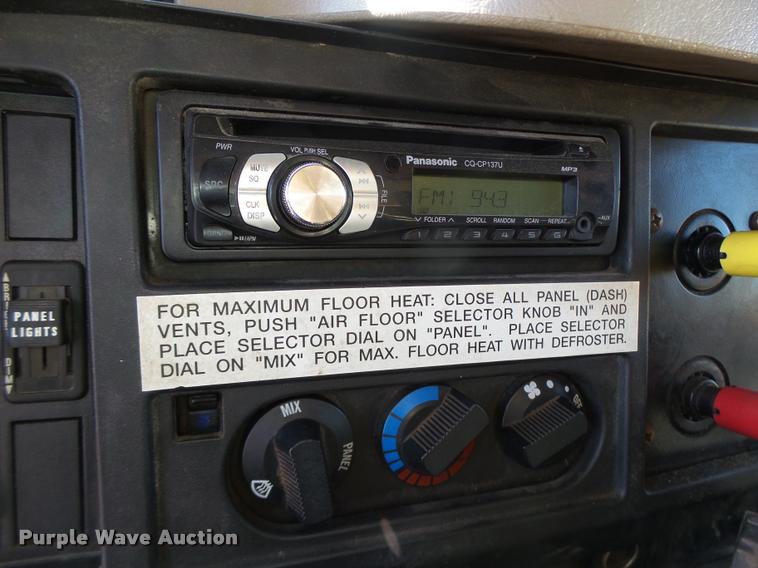 PWR
VOL PUSH SEL
Panasonic
CQ-CP137U
MP3
MUTE
SQ
SRC
FILE
FM1 94.3
CLK
DISP
FOLDER
SCROLL
RANDOM
SCAN
REPEAT
AUX
1 2 3 4 5 6
FOR MAXIMUM FLOOR HEAT: CLOSE ALL PANEL (DASH)
VENTS, PUSH "AIR FLOOR" SELECTOR KNOB "IN" AND
PLACE SELECTOR DIAL ON "PANEL". PLACE SELECTOR
DIAL ON "MIX" FOR MAX. FLOOR HEAT WITH DEFROSTER.
BRIGHT
PANEL
LIGHTS
DIM
MIX
PANEL
OFF
Purple Wave Auction